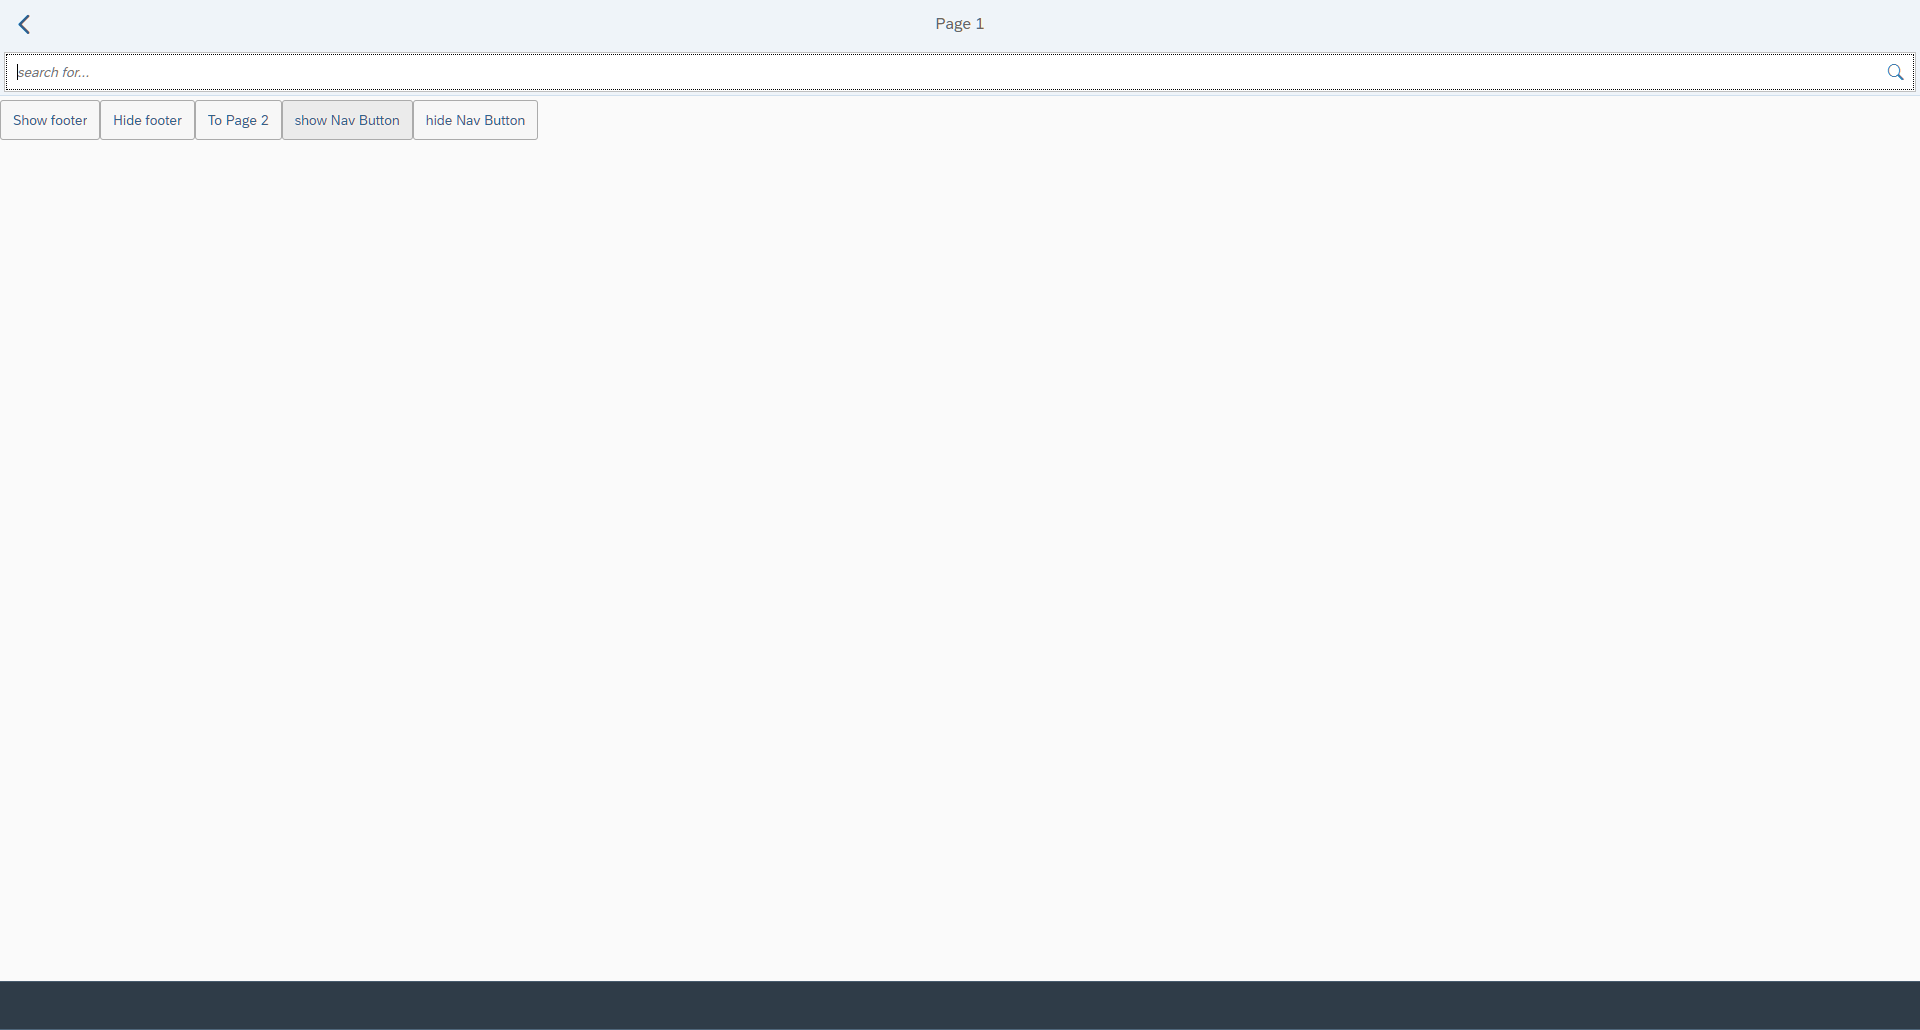 Page 1
search for...
Show footer Hide footer To Page 2 show Nav Button hide Nav Button